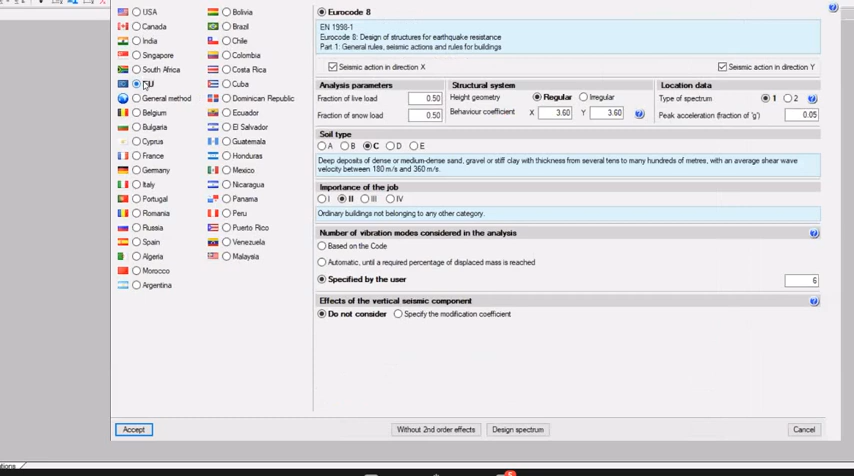 USA
Canada
India
Singapore
South Africa
General method
Belgium
Bulgaria
Cyprus
France
Germany
Italy
Portugal
Romania
Russia
Spain
Algeria
Morocco
Argentina
Bolivia
Brazil
Chile
Colombia
Costa Rica
Cuba
Dominican Republic
Ecuador
El Salvador
Guatemala
Honduras
Mexico
Nicaragua
Panama
Peru
Puerto Rico
Venezuela
Malaysia
Eurocode 8
EN 1998-1
Eurocode 8: Design of structures for earthquake resistance
Part 1: General rules, seismic actions and rules for buildings
Seismic action in direction X
Seismic action in direction Y
Analysis parameters
Fraction of live load 0.50
Fraction of snow load 0.50
Structural system
Height geometry Regular Irregular
Behaviour coefficient X 3.60 Y 3.60
Location data
Type of spectrum 1 2
Peak acceleration (fraction of 'g') 0.05
Soil type
A B C D E
Deep deposits of dense or medium-dense sand, gravel or stiff clay with thickness from several tens to many hundreds of metres, with an average shear wave
velocity between 180 m/s and 360 m/s.
Importance of the job
I II III IV
Ordinary buildings not belonging to any other category.
Number of vibration modes considered in the analysis
Based on the Code
Automatic, until a required percentage of displaced mass is reached
Specified by the user 6
Effects of the vertical seismic component
Do not consider Specify the modification coefficient
Accept Without 2nd order effects Design spectrum Cancel